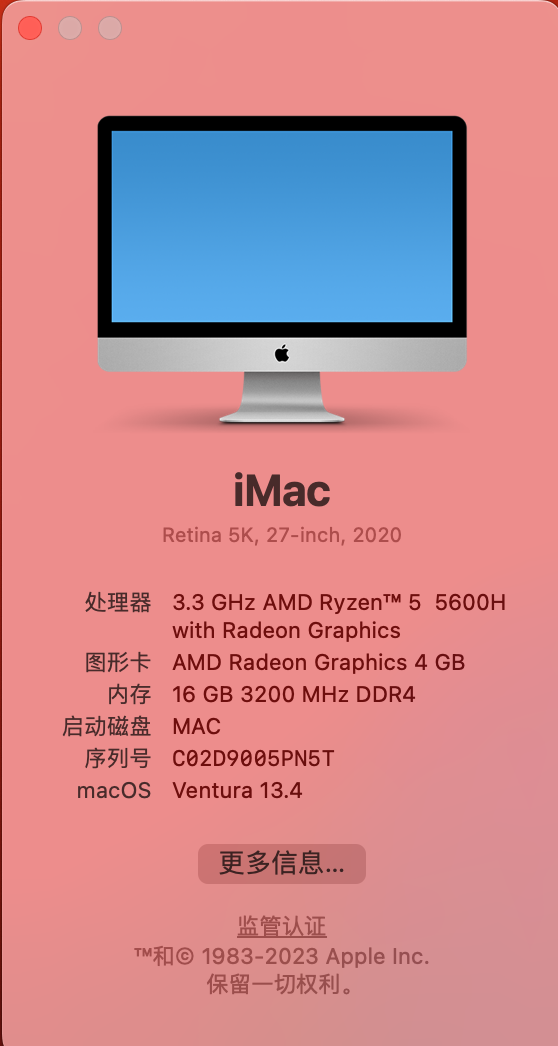 iMac
Retina 5K, 27-inch, 2020
处理器 3.3 GHz AMD Ryzen™ 5  5600H
with Radeon Graphics
图形卡 AMD Radeon Graphics 4 GB
内存 16 GB 3200 MHz DDR4
启动磁盘 MAC
序列号 C02D9005PN5T
macOS Ventura 13.4
更多信息...
监管认证
™和© 1983-2023 Apple Inc.
保留一切权利。